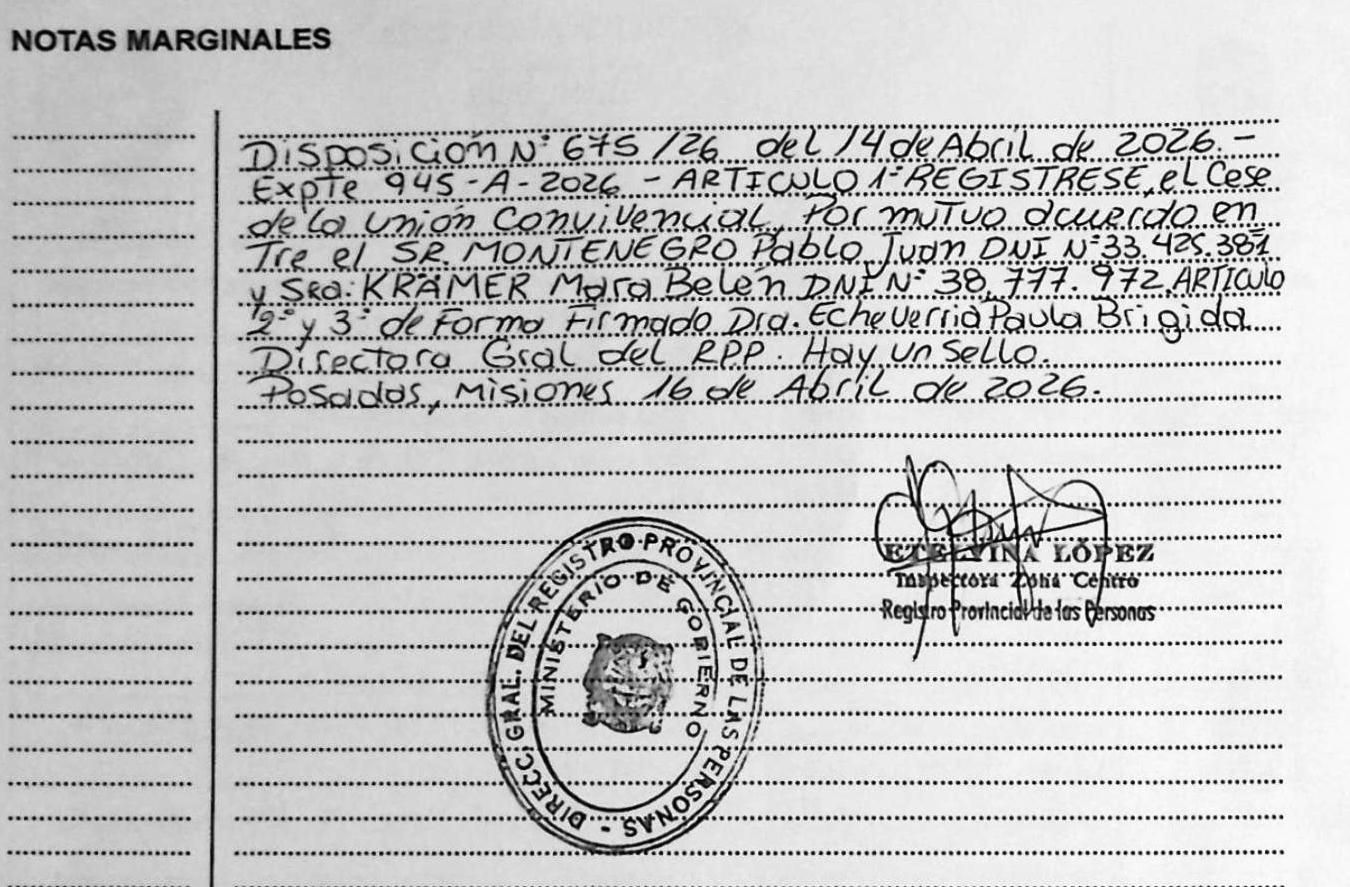 NOTAS MARGINALES
Disposición N° 675/26 del 14 de Abril de 2026.-
Expte 945-A-2026 - ARTICULO 1° REGISTRESE, el Cese
de la unión Convivencial, Por mutuo acuerdo en
Tre el SR. MONTENEGRO Pablo Juan DNI N° 33.425.381
y SRA: KRÄMER Mara Belén DNI N° 38.777.972. ARTICULO
2° y 3° de Forma Firmado Dra. Echeverria Paula Brigida
Directora Gral del RPP. Hay un Sello.
Posadas, Misiones 16 de Abril de 2026.
ETELVINA LÓPEZ
Inspectora Zona Centro
Registro Provincial de las Personas
DIRECC. GRAL. DEL REGISTRO PROVINCIAL DE LAS PERSONAS -
MINISTERIO DE GOBIERNO